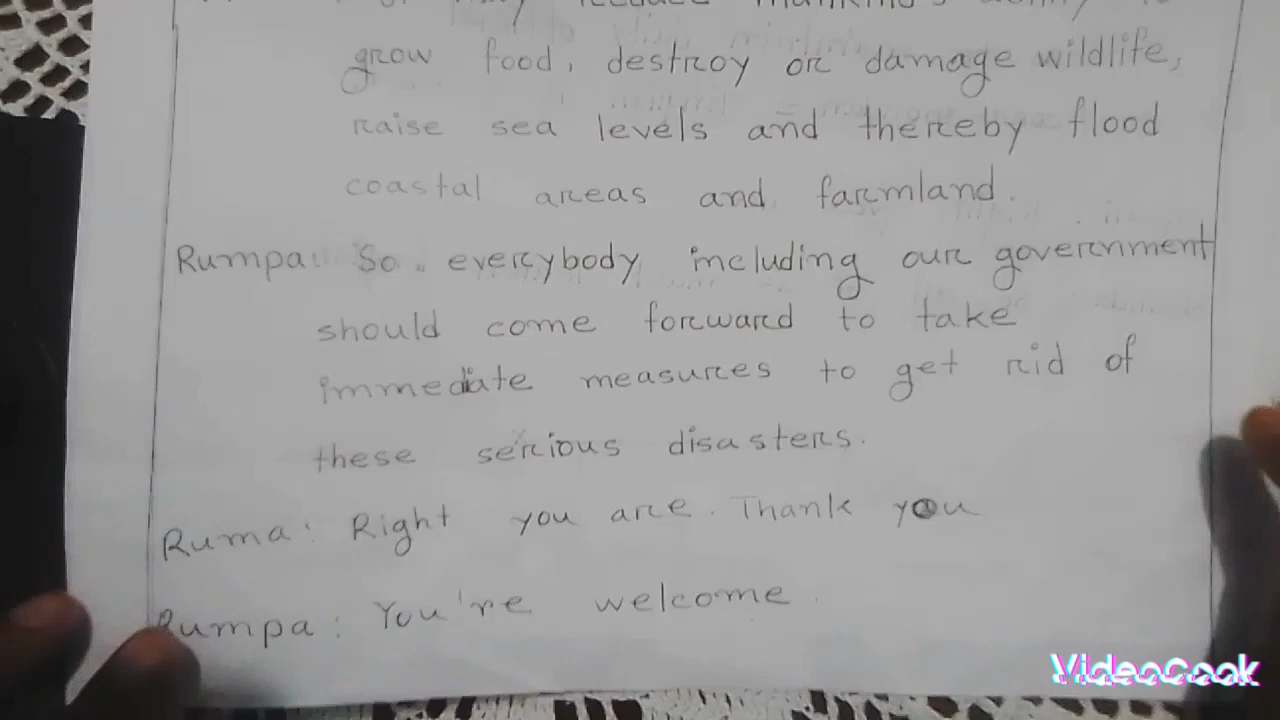 grow food, destroy or damage wildlife,
raise sea levels and thereby flood
coastal areas and farmland.
Rumpa: So, everybody including our government
should come forward to take
immediate measures to get rid of
these serious disasters.
Ruma: Right you are. Thank you
Rumpa: You're welcome.
VideoCook